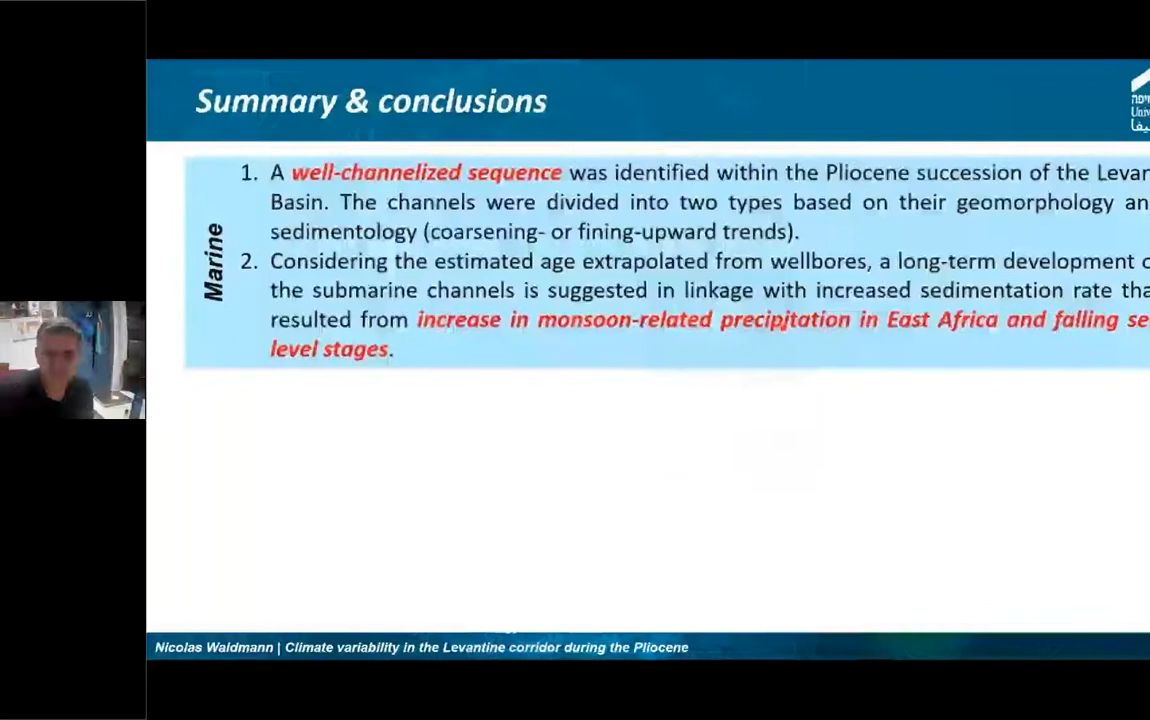 Summary & conclusions
חיפה
Univ
يفا
Marine
1. A well-channelized sequence was identified within the Pliocene succession of the Levan
Basin. The channels were divided into two types based on their geomorphology an
sedimentology (coarsening- or fining-upward trends).
2. Considering the estimated age extrapolated from wellbores, a long-term development o
the submarine channels is suggested in linkage with increased sedimentation rate tha
resulted from increase in monsoon-related precipitation in East Africa and falling se
level stages.
Nicolas Waldmann | Climate variability in the Levantine corridor during the Pliocene